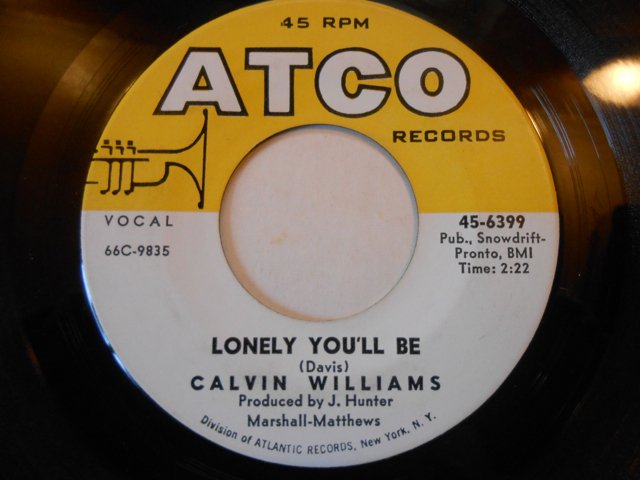 45 RPM
ATCO
RECORDS
VOCAL
66C-9835
45-6399
Pub., Snowdrift-
Pronto, BMI
Time: 2:22
LONELY YOU'LL BE
(Davis)
CALVIN WILLIAMS
Produced by J. Hunter
Marshall-Matthews
Division of ATLANTIC RECORDS, New York, N. Y.